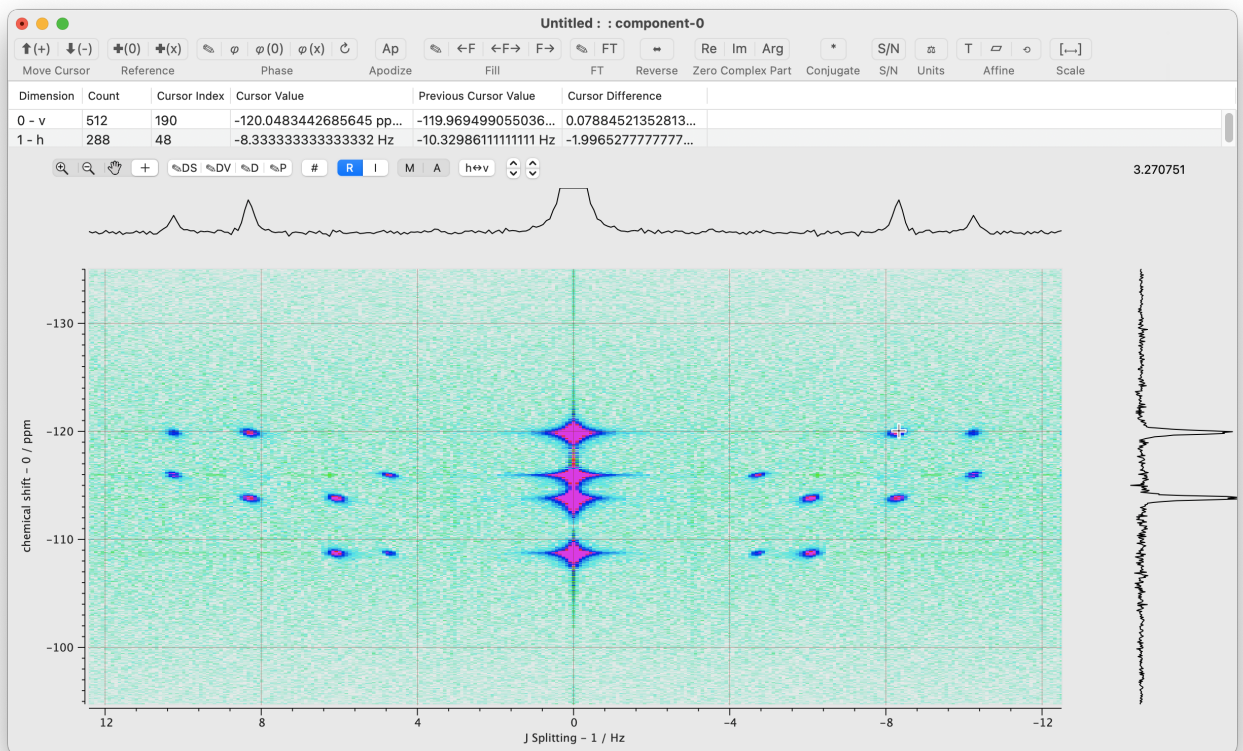 Untitled : : component-0
↑(+) ↓(-) ✚(0) ✚(x) φ φ(0) φ(x) Ap ←F ←F→ F→ FT Re Im Arg * S/N T [↔]
Move Cursor Reference Phase Apodize Fill FT Reverse Zero Complex Part Conjugate S/N Units Affine Scale
Dimension Count Cursor Index Cursor Value Previous Cursor Value Cursor Difference
0 - v 512 190 -120.0483442685645 pp... -119.969499055036... 0.07884521352813...
1 - h 288 48 -8.333333333333332 Hz -10.32986111111111 Hz -1.9965277777777...
+ DS DV D P # R I M A h↔v 3.270751
-130
-120
-110
-100
chemical shift - 0 / ppm
12 8 4 0 -4 -8 -12
J Splitting - 1 / Hz